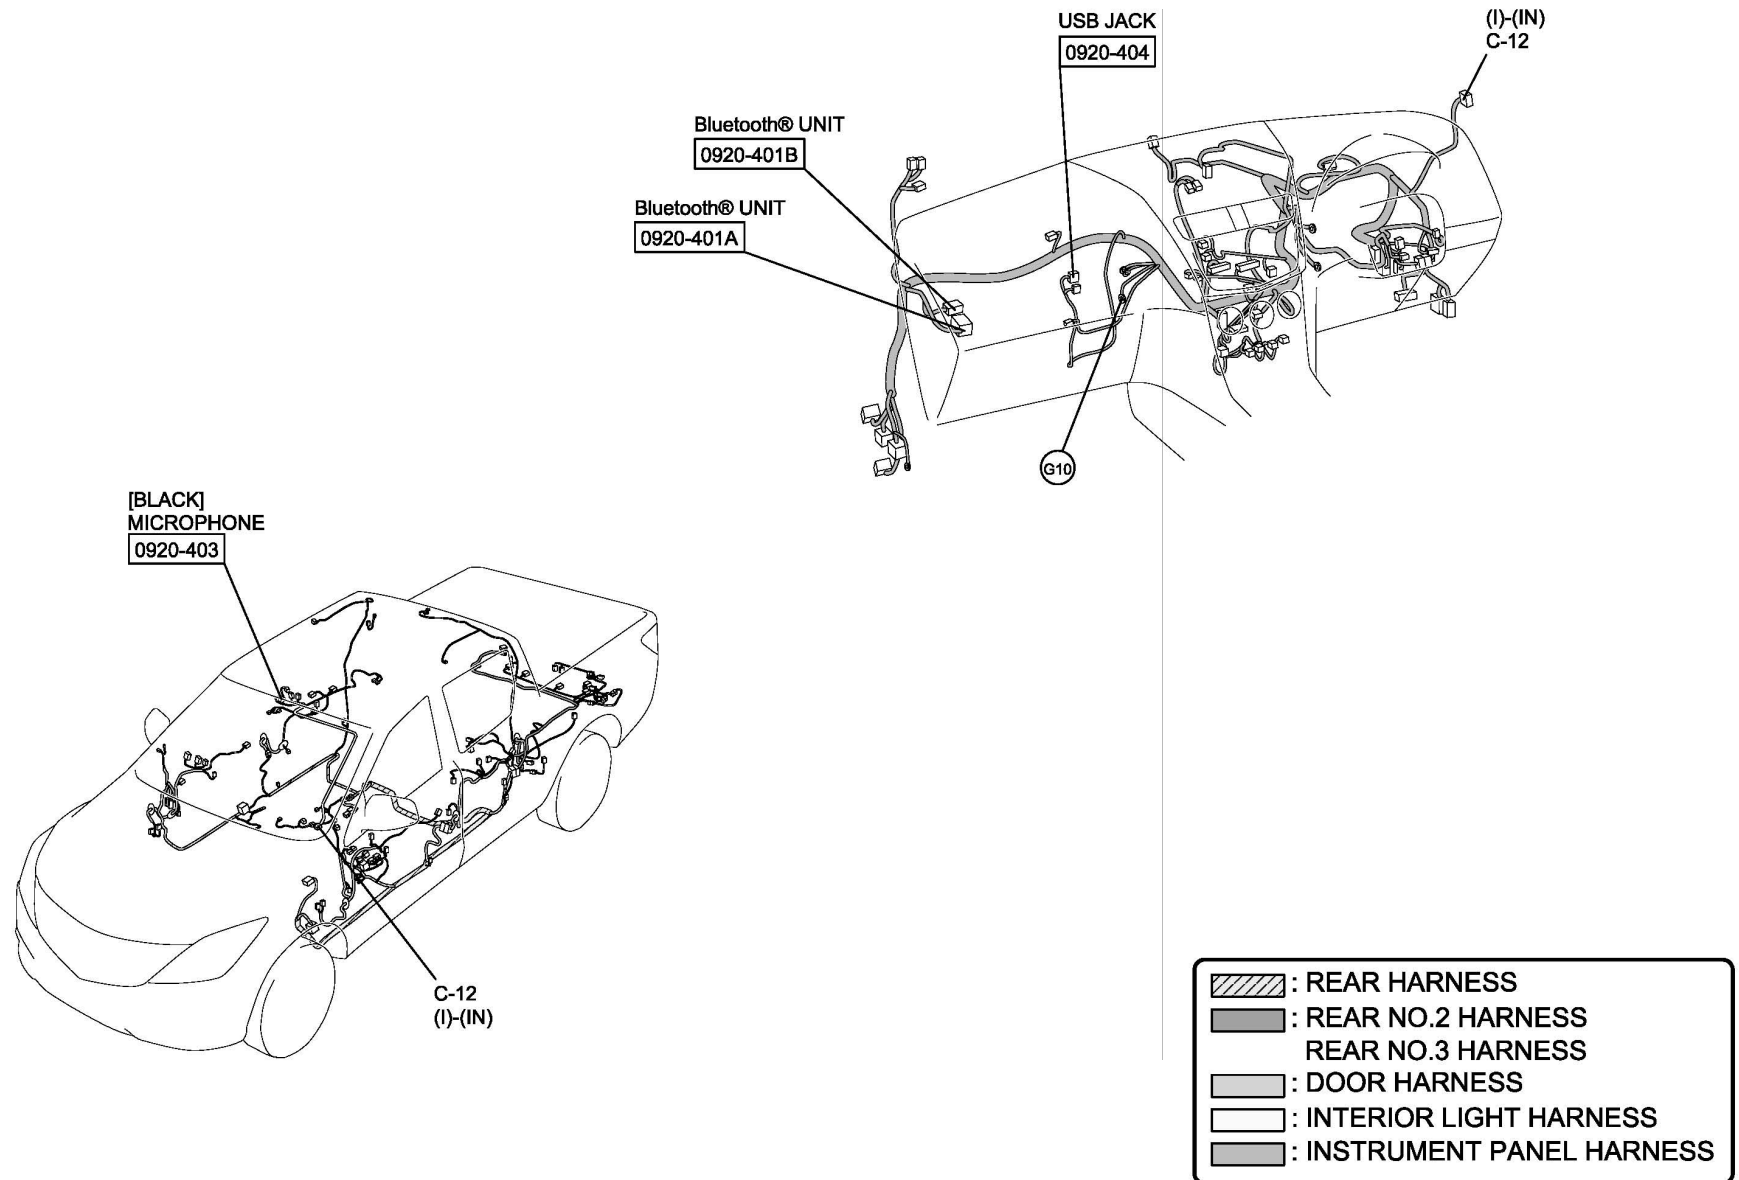 USB JACK
0920-404
(I)-(IN)
C-12
Bluetooth® UNIT
0920-401B
Bluetooth® UNIT
0920-401A
G10
[BLACK]
MICROPHONE
0920-403
C-12
(I)-(IN)
: REAR HARNESS
: REAR NO.2 HARNESS
REAR NO.3 HARNESS
: DOOR HARNESS
: INTERIOR LIGHT HARNESS
: INSTRUMENT PANEL HARNESS